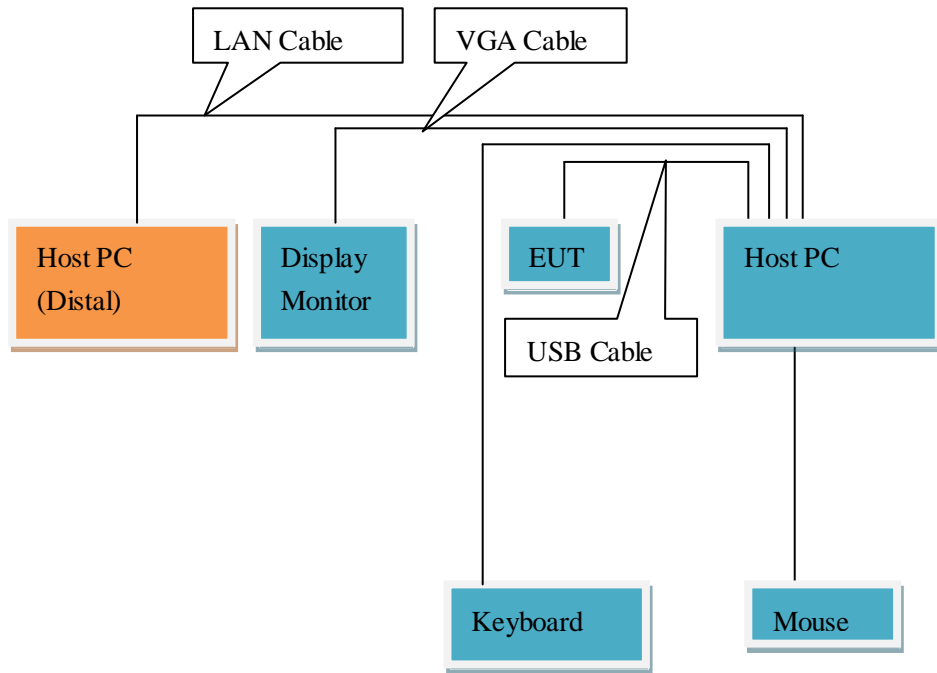 LAN Cable
VGA Cable
Host PC
(Distal)
Display
Monitor
EUT
Host PC
USB Cable
Keyboard
Mouse